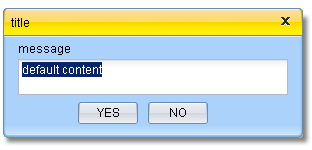 title x
message
default content
YES NO